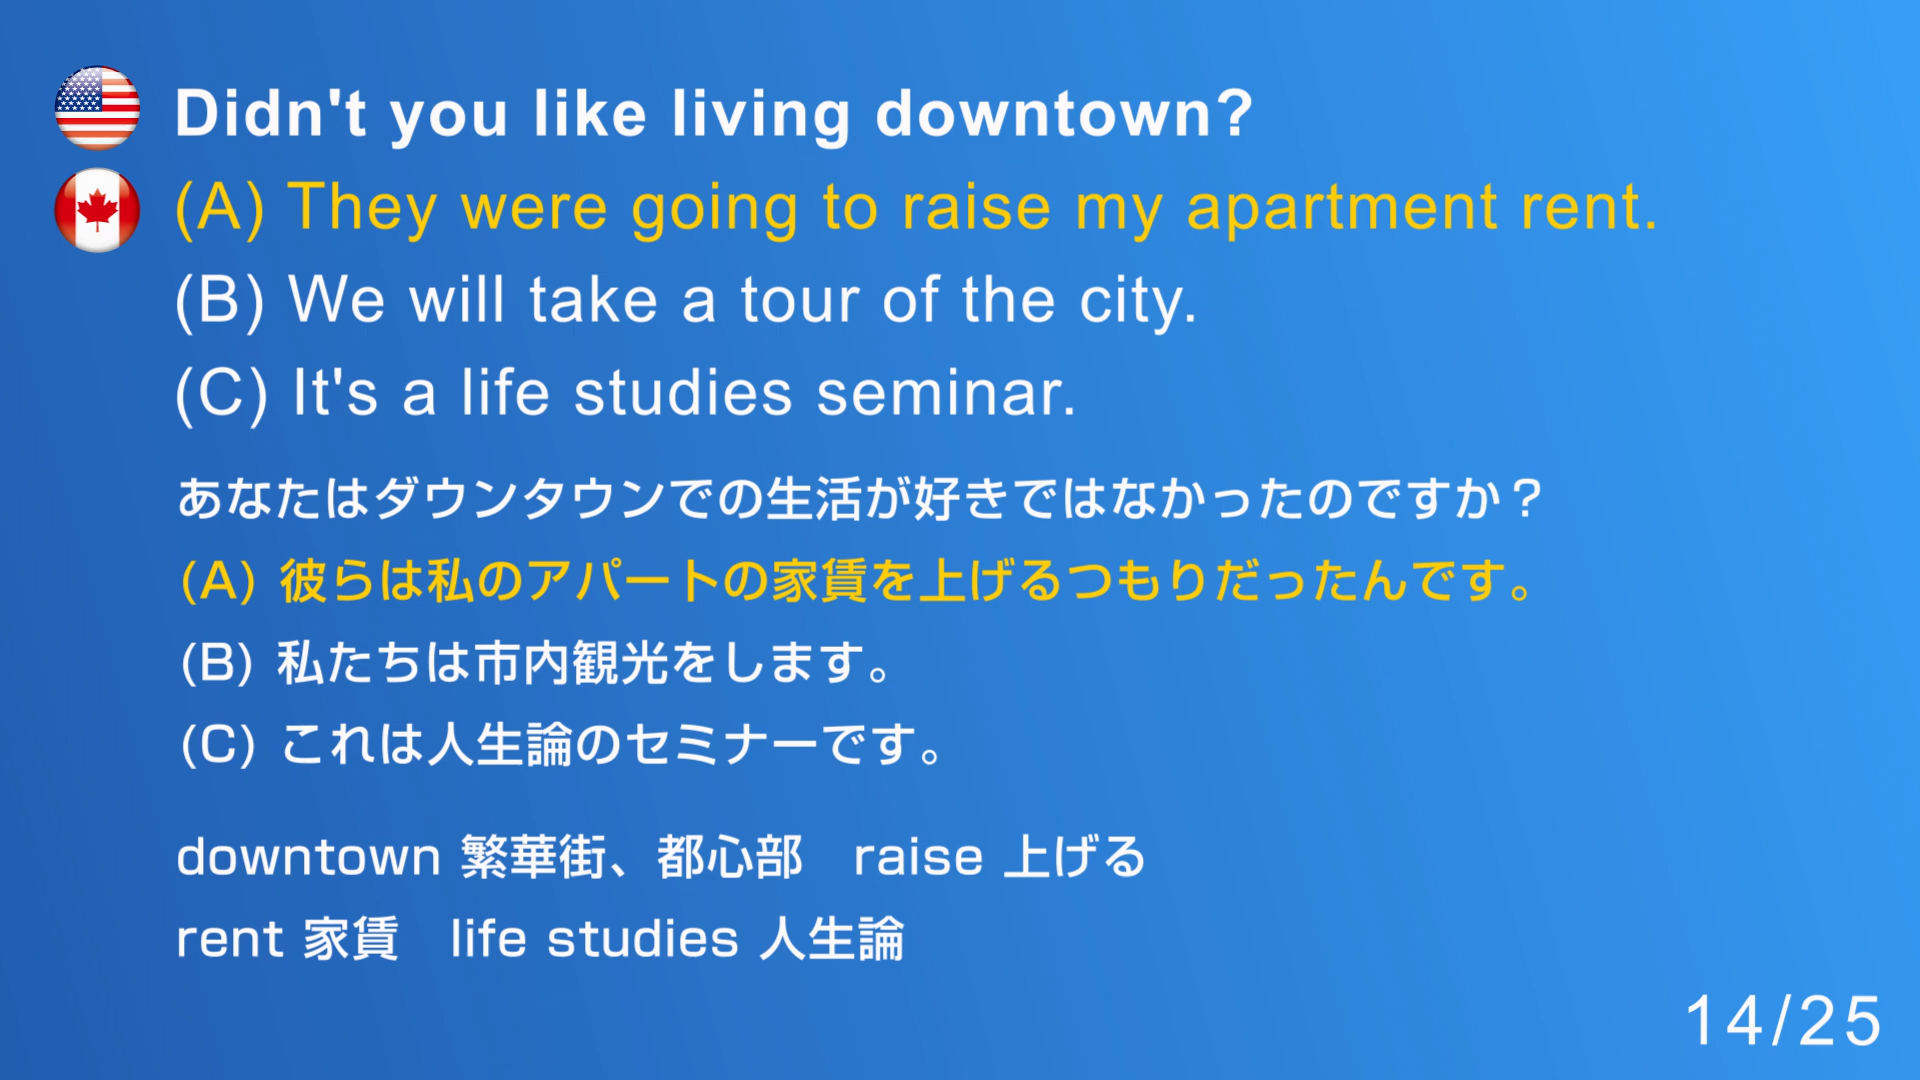 Didn't you like living downtown?
(A) They were going to raise my apartment rent.
(B) We will take a tour of the city.
(C) It's a life studies seminar.
あなたはダウンタウンでの生活が好きではなかったのですか？
(A) 彼らは私のアパートの家賃を上げるつもりだったんです。
(B) 私たちは市内観光をします。
(C) これは人生論のセミナーです。
downtown 繁華街、都心部　raise 上げる
rent 家賃　life studies 人生論
14/25